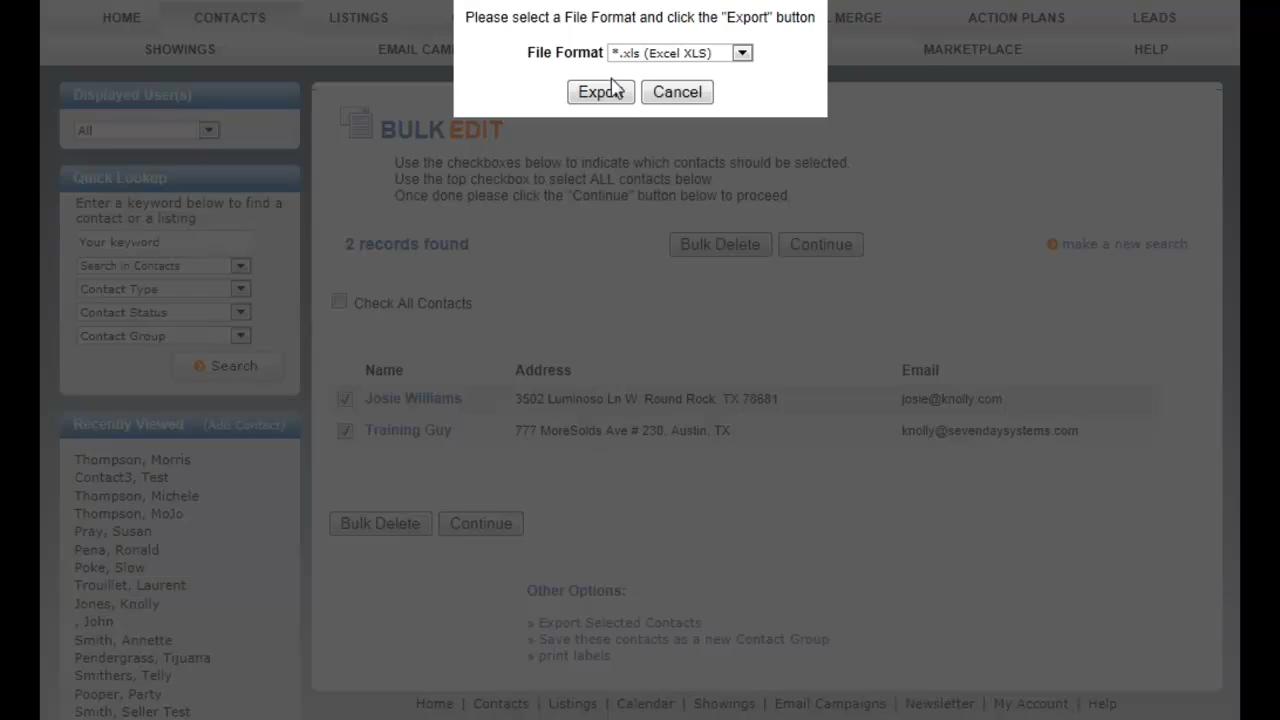 Please select a File Format and click the "Export" button
File Format *.xls (Excel XLS)
Cancel
HOME CONTACTS LISTINGS MERGE ACTION PLANS LEADS
SHOWINGS EMAIL MARKETPLACE HELP
Displayed User(s)
All
Quick Lookup
Enter a keyword below to find a
contact or a listing
Your keyword
Search in Contacts
Contact Type
Contact Status
Contact Group
Search
Recently Viewed (Add Contact)
Thompson, Morris
Contact3, Test
Thompson, Michele
Thompson, MoJo
Pray, Susan
Pena, Ronald
Poke, Slow
Trouillet, Laurent
Jones, Knolly
, John
Smith, Annette
Pendergrass, Tijuana
Smithers, Telly
Pooper, Party
Smith, Seller Test
BULK EDIT
Use the checkboxes below to indicate which contacts should be selected.
Use the top checkbox to select ALL contacts below
Once done please click the "Continue" button below to proceed.
2 records found Bulk Delete Continue make a new search
Check All Contacts
Name Address Email
Josie Williams 3502 Luminoso Ln W. Round Rock, TX 78681 josie@knolly.com
Training Guy 777 MoreSolds Ave # 230, Austin, TX knolly@sevendaysystems.com
Bulk Delete Continue
Other Options:
» Export Selected Contacts
» Save these contacts as a new Contact Group
» print labels
Home | Contacts | Listings | Calendar | Showings | Email Campaigns | Newsletter | My Account | Help